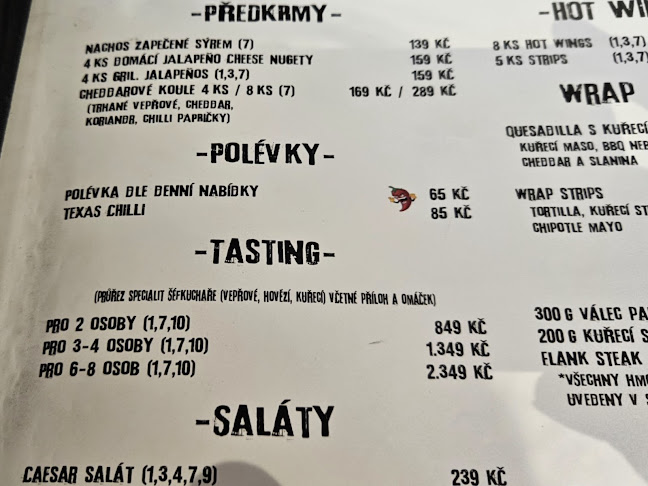 -PŘEDKRMY-
NACHOS ZAPEČENÉ SÝREM (7) 139 KČ
4 KS DOMÁCÍ JALAPEÑO CHEESE NUGETY 159 KČ
4 KS GRIL. JALAPEÑOS (1,3,7) 159 KČ
CHEDDAROVÉ KOULE 4 KS / 8 KS (7) 169 KČ / 289 KČ
(TRHANÉ VEPŘOVÉ, CHEDDAR,
KORIANDR, CHILLI PAPRIČKY)
-POLÉVKY-
POLÉVKA DLE DENNÍ NABÍDKY 65 KČ
TEXAS CHILLI 85 KČ
-TASTING-
(PRŮŘEZ SPECIALIT ŠÉFKUCHAŘE (VEPŘOVÉ, HOVĚZÍ, KUŘECÍ) VČETNÉ PŘÍLOH A OMÁČEK)
PRO 2 OSOBY (1,7,10) 849 KČ
PRO 3-4 OSOBY (1,7,10) 1.349 KČ
PRO 6-8 OSOB (1,7,10) 2.349 KČ
-SALÁTY
CAESAR SALÁT (1,3,4,7,9) 239 KČ
-HOT WI
8 KS HOT WINGS (1,3,7)
5 KS STRIPS (1,3,7)
WRAP
QUESADILLA S KUŘECÍ
KUŘECÍ MASO, BBQ NEB
CHEDDAR A SLANINA
WRAP STRIPS
TORTILLA, KUŘECÍ ST
CHIPOTLE MAYO
300 G VÁLEC PA
200 G KUŘECÍ S
FLANK STEAK
*VŠECHNY HMO
UVEDENY V S